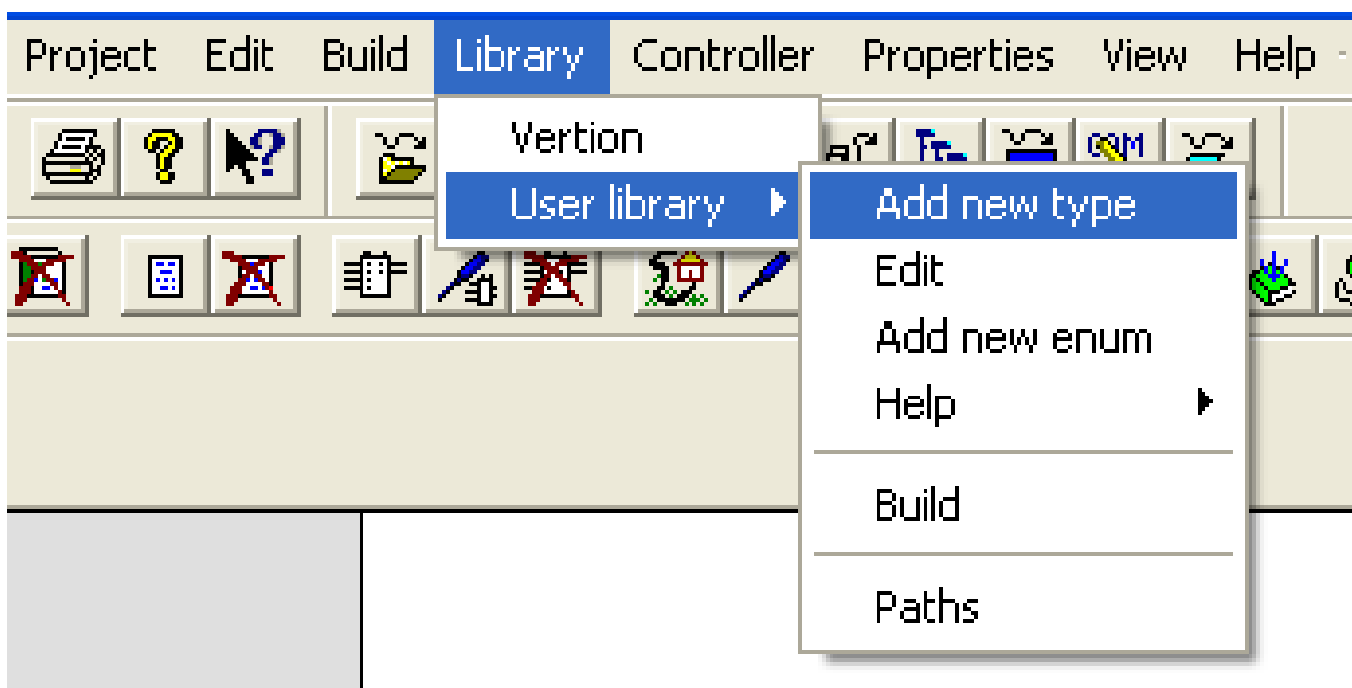 Project Edit Build Library Controller Properties View Help
Vertion
User library
Add new type
Edit
Add new enum
Help
Build
Paths
COM